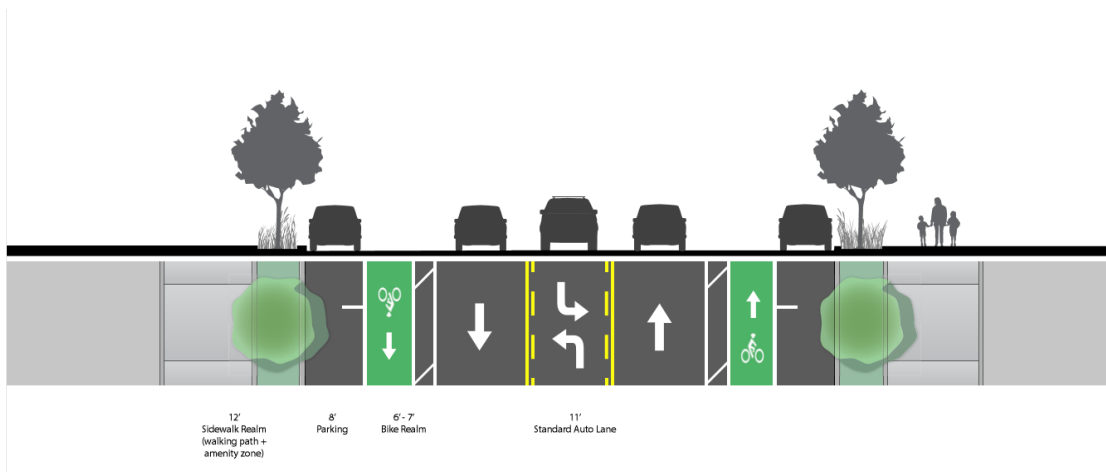 12'
Sidewalk Realm
(walking path +
amenity zone)
8'
Parking
6' - 7'
Bike Realm
11'
Standard Auto Lane